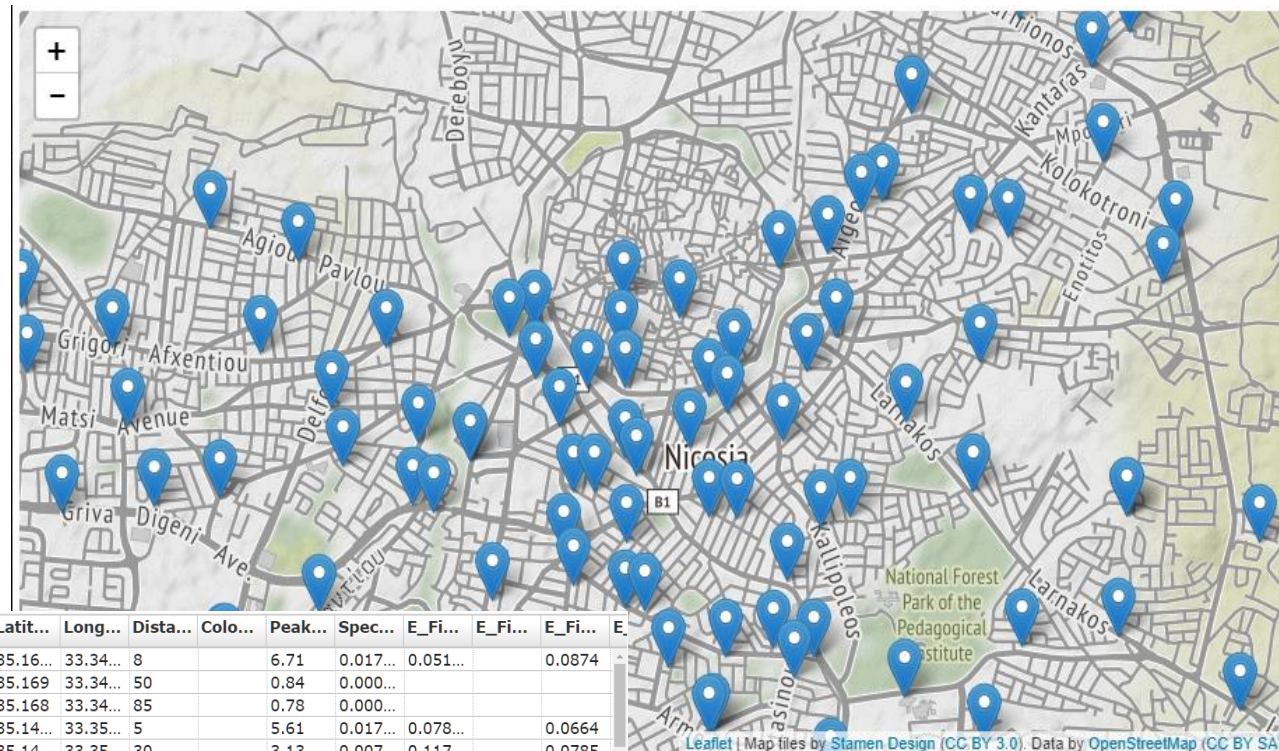 +
−
Dereboyu
Kantaras
Kolokotroni
Enotitos
Agiou Pavlou
Grigori Afxentiou
Matsi Avenue
Larnakos
Nicosia
B1
Griva Digeni Ave.
Kallipoleos
National Forest
Park of the
Pedagogical
Larnakos
Latit... Long... Dista... Colo... Peak... Spec... E_Fi... E_Fi... E_Fi...
35.16... 33.34... 8 6.71 0.017... 0.051... 0.0874
35.169 33.34... 50 0.84 0.000...
35.168 33.34... 85 0.78 0.000...
35.14... 33.35... 5 5.61 0.017... 0.078... 0.0664
Leaflet | Map tiles by Stamen Design (CC BY 3.0). Data by OpenStreetMap (CC BY SA